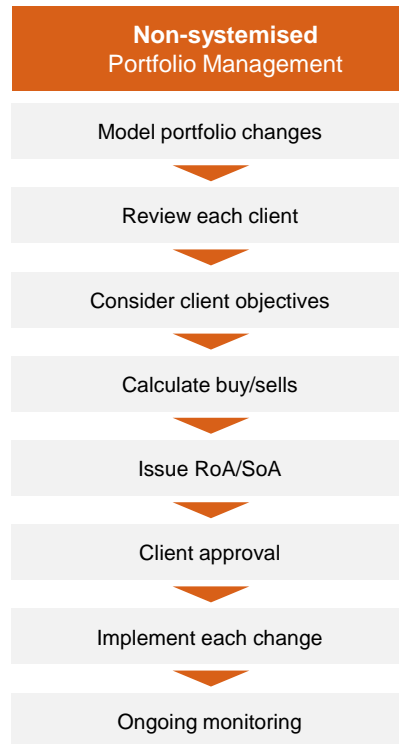 Non-systemised
Portfolio Management
Model portfolio changes
Review each client
Consider client objectives
Calculate buy/sells
Issue RoA/SoA
Client approval
Implement each change
Ongoing monitoring